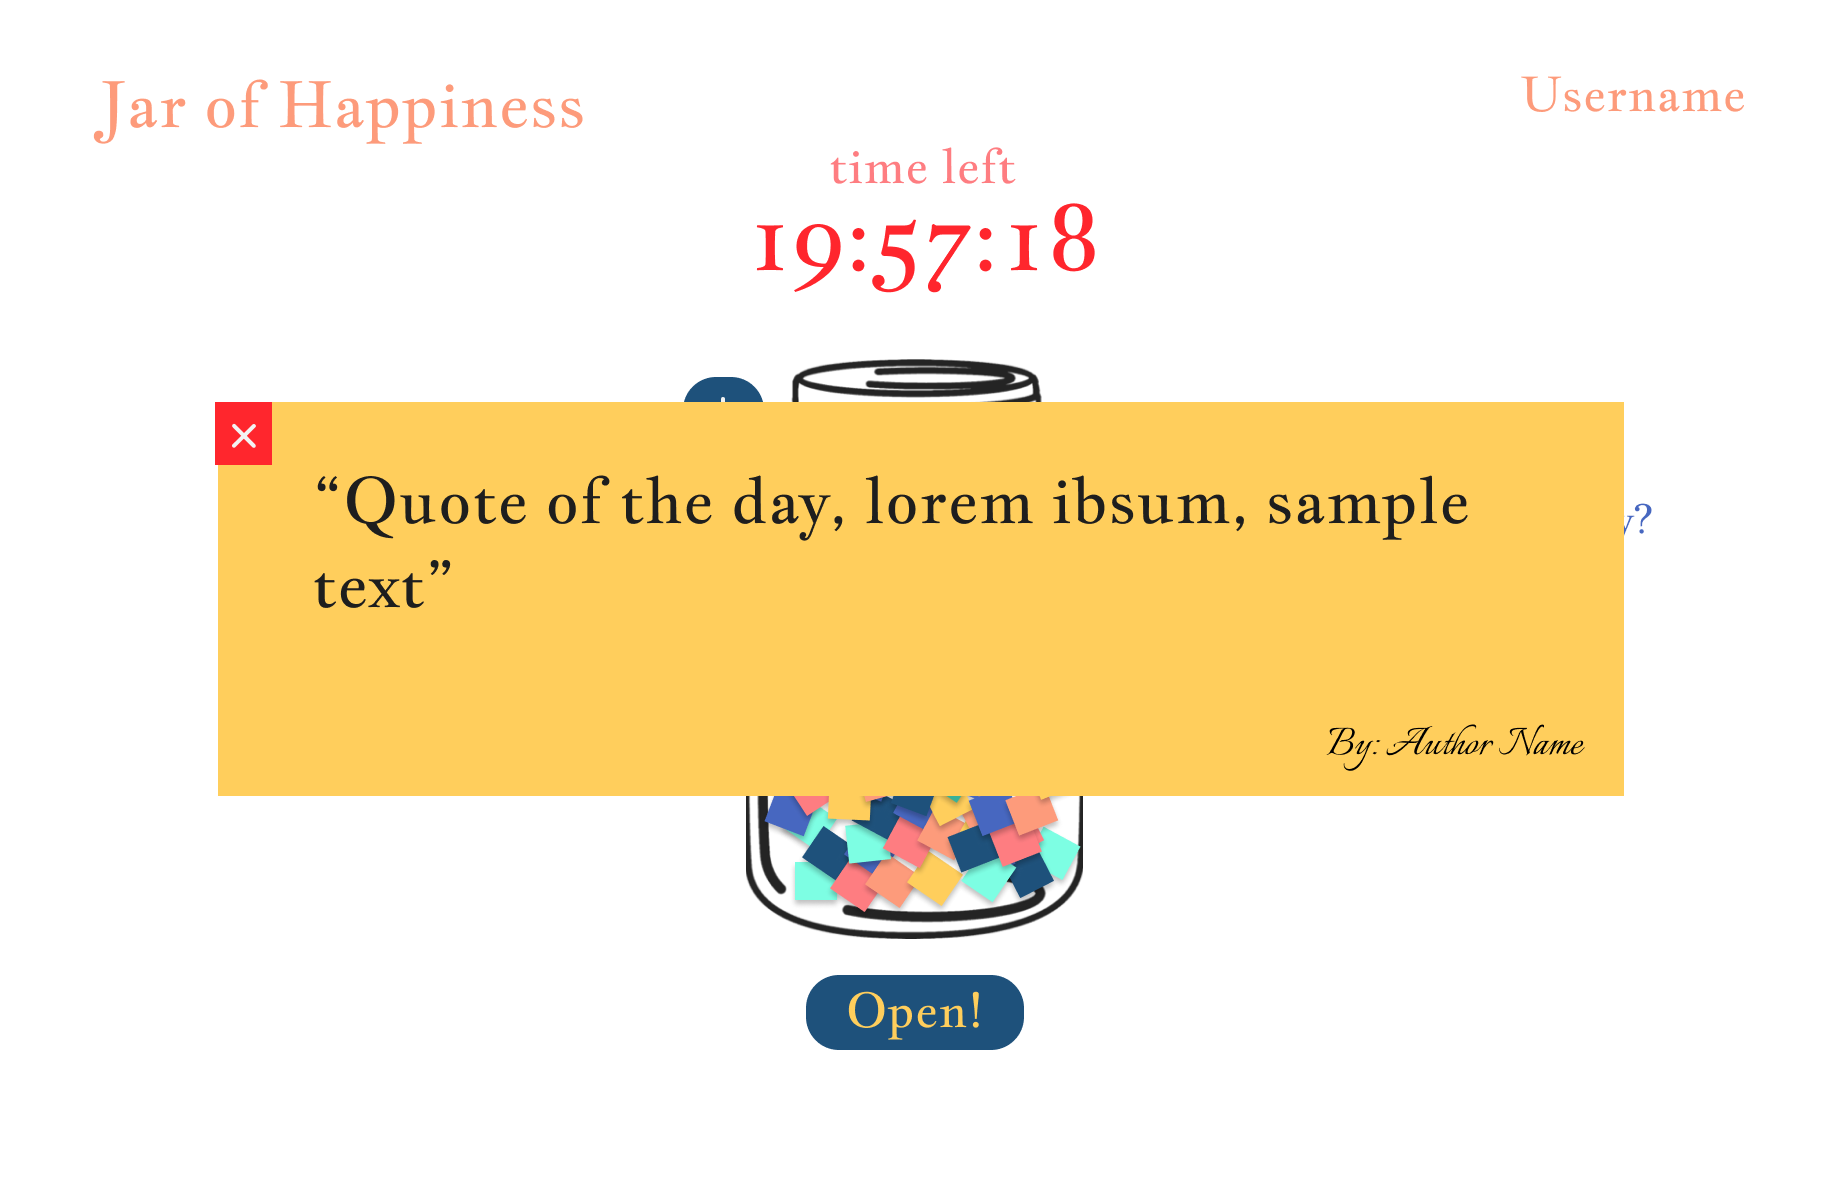 Jar of Happiness
Username
time left
19:57:18
“Quote of the day, lorem ibsum, sample
text”
y?
By: Author Name
Open!